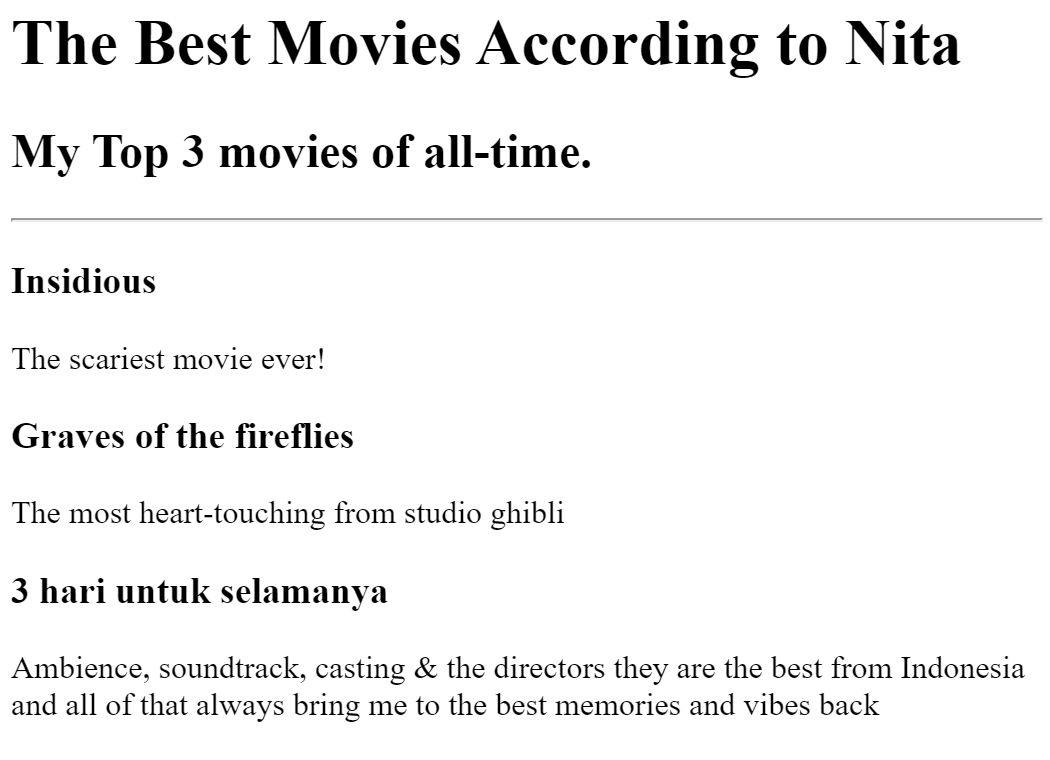 The Best Movies According to Nita
My Top 3 movies of all-time.
Insidious
The scariest movie ever!
Graves of the fireflies
The most heart-touching from studio ghibli
3 hari untuk selamanya
Ambience, soundtrack, casting & the directors they are the best from Indonesia
and all of that always bring me to the best memories and vibes back